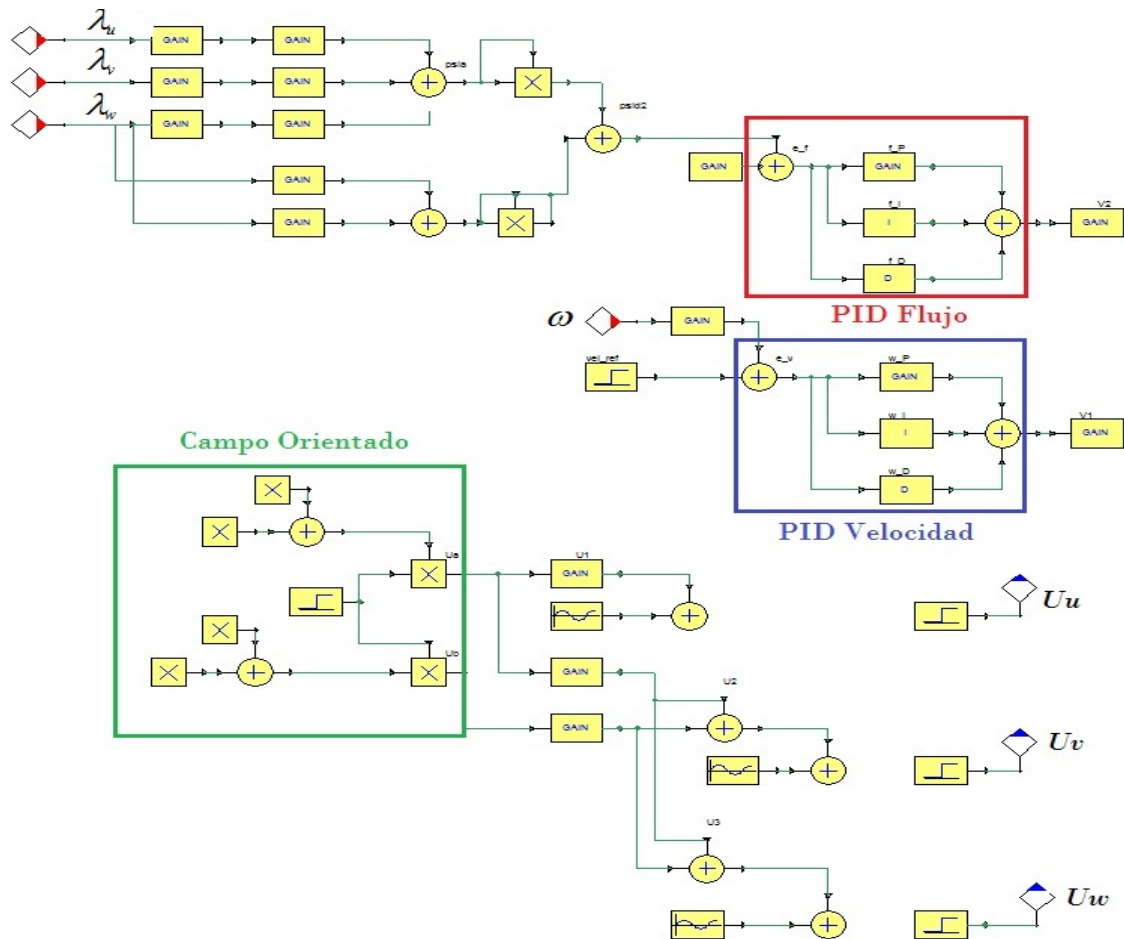 λu
GAIN GAIN
λv
GAIN GAIN psia
λw
GAIN GAIN psid2
GAIN
GAIN
GAIN e_f f_P
GAIN
f_I
I V2
GAIN
f_D
D
PID Flujo
ω GAIN
vel_ref e_v w_P
GAIN
w_I
I V1
GAIN
w_D
D
PID Velocidad
Campo Orientado
Ua U1
GAIN
Uu
Ub
GAIN
U2
GAIN
Uv
U3
Uw